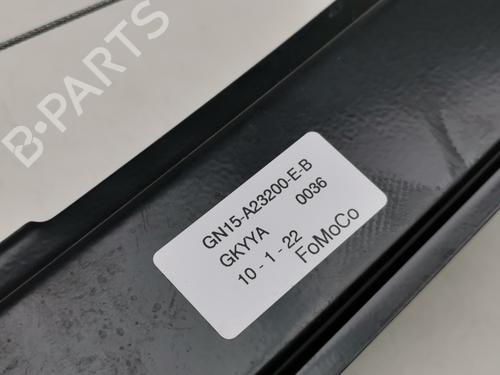 B-PARTS
GN15-A23200-E-B
GKYYA 0036
10-1-22 FoMoCo